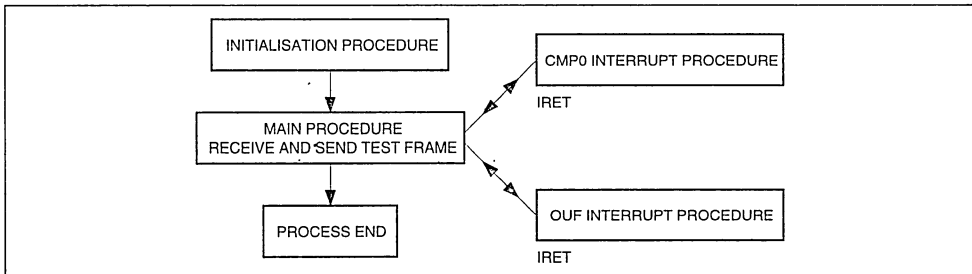 INITIALISATION PROCEDURE
CMP0 INTERRUPT PROCEDURE
IRET
MAIN PROCEDURE
RECEIVE AND SEND TEST FRAME
OUF INTERRUPT PROCEDURE
PROCESS END
IRET